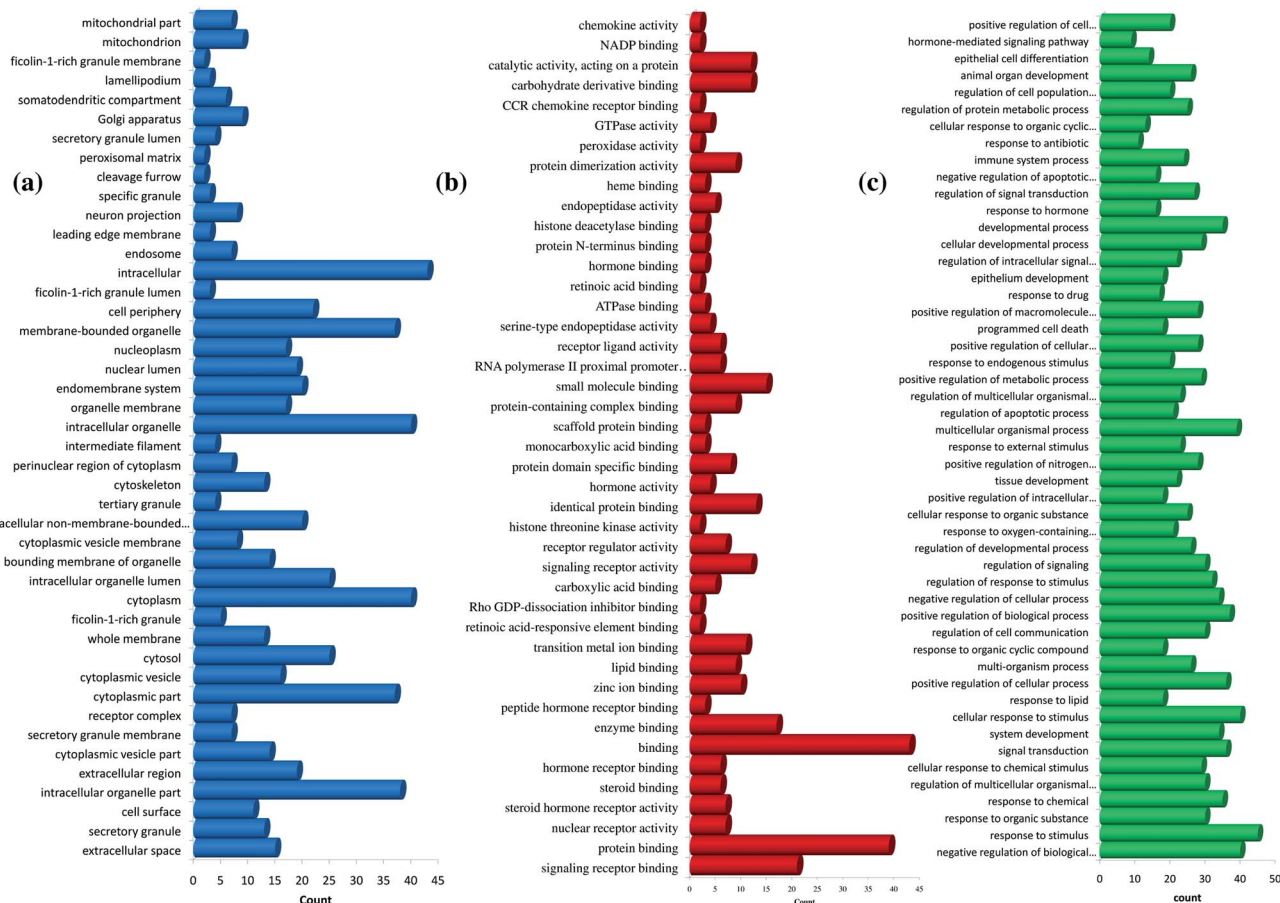 (a)
mitochondrial part
mitochondrion
ficolin-1-rich granule membrane
lamellipodium
somatodendritic compartment
Golgi apparatus
secretory granule lumen
peroxisomal matrix
cleavage furrow
specific granule
neuron projection
leading edge membrane
endosome
intracellular
ficolin-1-rich granule lumen
cell periphery
membrane-bounded organelle
nucleoplasm
nuclear lumen
endomembrane system
organelle membrane
intracellular organelle
intermediate filament
perinuclear region of cytoplasm
cytoskeleton
tertiary granule
acellular non-membrane-bounded...
cytoplasmic vesicle membrane
bounding membrane of organelle
intracellular organelle lumen
cytoplasm
ficolin-1-rich granule
whole membrane
cytosol
cytoplasmic vesicle
cytoplasmic part
receptor complex
secretory granule membrane
cytoplasmic vesicle part
extracellular region
intracellular organelle part
cell surface
secretory granule
extracellular space
0 5 10 15 20 25 30 35 40 45
Count
(b)
chemokine activity
NADP binding
catalytic activity, acting on a protein
carbohydrate derivative binding
CCR chemokine receptor binding
GTPase activity
peroxidase activity
protein dimerization activity
heme binding
endopeptidase activity
histone deacetylase binding
protein N-terminus binding
hormone binding
retinoic acid binding
ATPase binding
serine-type endopeptidase activity
receptor ligand activity
RNA polymerase II proximal promoter..
small molecule binding
protein-containing complex binding
scaffold protein binding
monocarboxylic acid binding
protein domain specific binding
hormone activity
identical protein binding
histone threonine kinase activity
receptor regulator activity
signaling receptor activity
carboxylic acid binding
Rho GDP-dissociation inhibitor binding
retinoic acid-responsive element binding
transition metal ion binding
lipid binding
zinc ion binding
peptide hormone receptor binding
enzyme binding
binding
hormone receptor binding
steroid binding
steroid hormone receptor activity
nuclear receptor activity
protein binding
signaling receptor binding
0 5 10 15 20 25 30 35 40 45
Count
(c)
positive regulation of cell...
hormone-mediated signaling pathway
epithelial cell differentiation
animal organ development
regulation of cell population...
regulation of protein metabolic process
cellular response to organic cyclic...
response to antibiotic
immune system process
negative regulation of apoptotic...
regulation of signal transduction
response to hormone
developmental process
cellular developmental process
regulation of intracellular signal...
epithelium development
response to drug
positive regulation of macromolecule...
programmed cell death
positive regulation of cellular...
response to endogenous stimulus
positive regulation of metabolic process
regulation of multicellular organismal...
regulation of apoptotic process
multicellular organismal process
response to external stimulus
positive regulation of nitrogen...
tissue development
positive regulation of intracellular...
cellular response to organic substance
response to oxygen-containing...
regulation of developmental process
regulation of signaling
regulation of response to stimulus
negative regulation of cellular process
positive regulation of biological process
regulation of cell communication
response to organic cyclic compound
multi-organism process
positive regulation of cellular process
response to lipid
cellular response to stimulus
system development
signal transduction
cellular response to chemical stimulus
regulation of multicellular organismal...
response to chemical
response to organic substance
response to stimulus
negative regulation of biological...
0 10 20 30 40 50
count